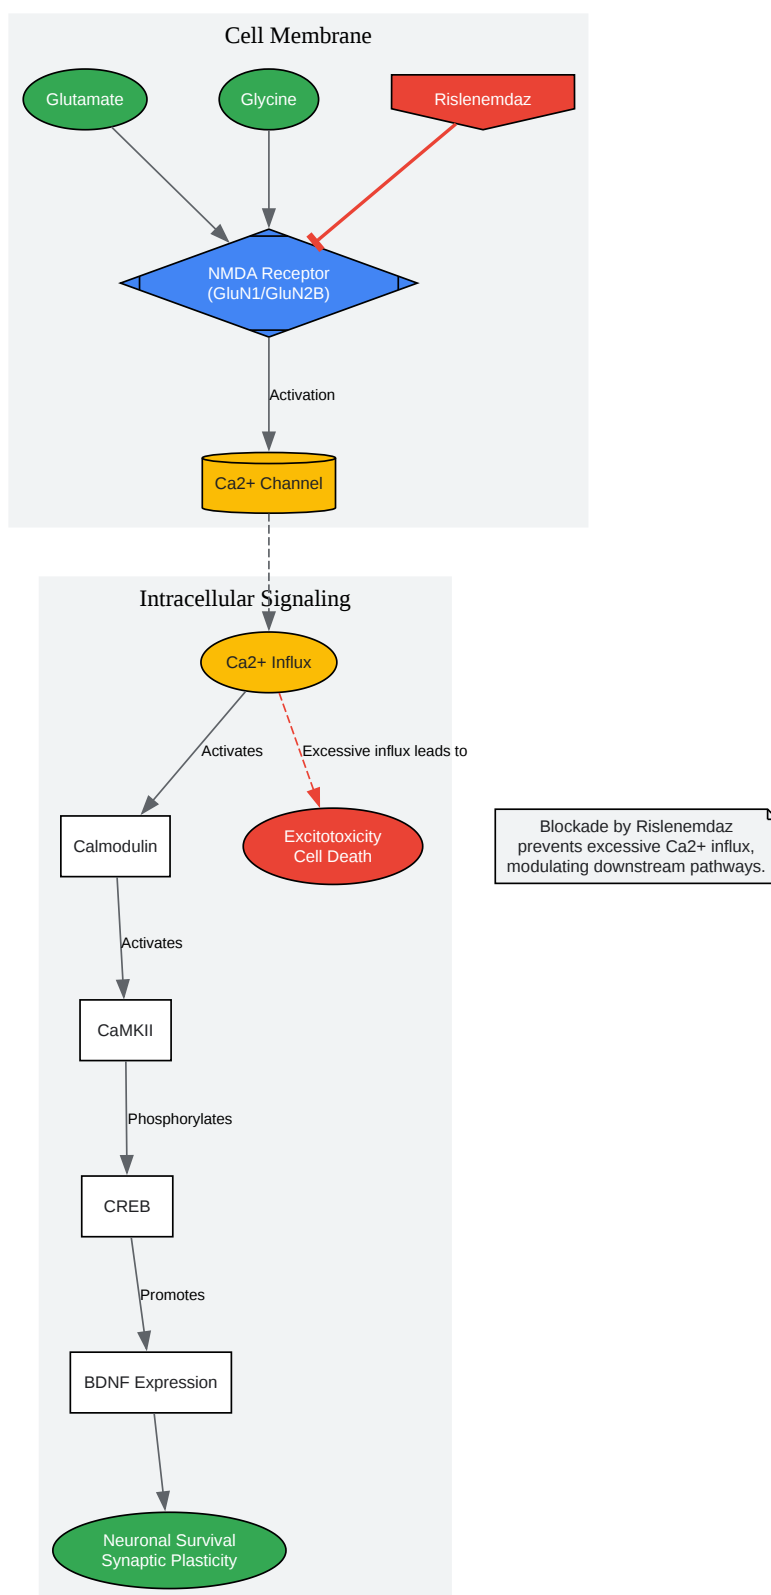 Cell Membrane
Glutamate
Glycine
Rislenemdaz
NMDA Receptor
(GluN1/GluN2B)
Activation
Ca2+ Channel
Intracellular Signaling
Ca2+ Influx
Activates
Excessive influx leads to
Calmodulin
Excitotoxicity
Cell Death
Blockade by Rislenemdaz
prevents excessive Ca2+ influx,
modulating downstream pathways.
Activates
CaMKII
Phosphorylates
CREB
Promotes
BDNF Expression
Neuronal Survival
Synaptic Plasticity